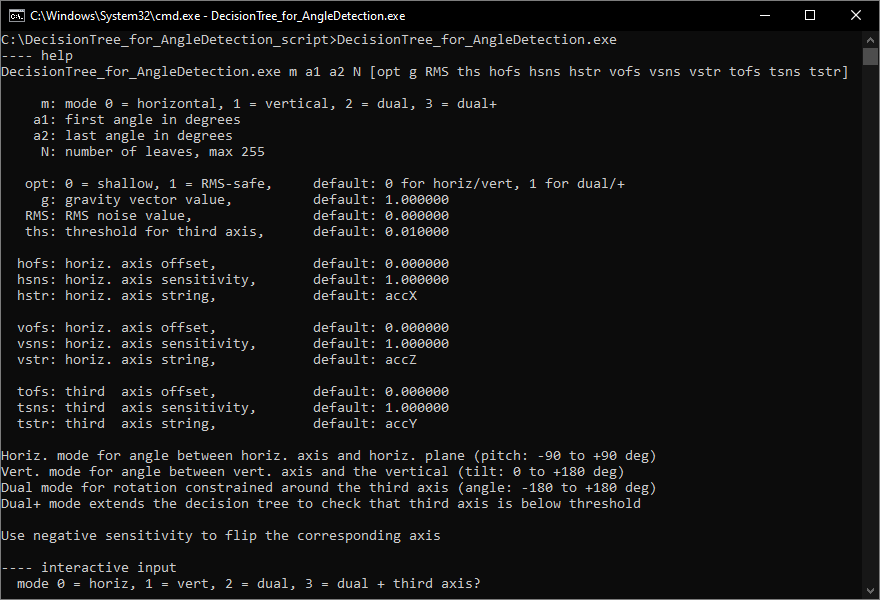 C:\Windows\System32\cmd.exe - DecisionTree_for_AngleDetection.exe
C:\DecisionTree_for_AngleDetection_script>DecisionTree_for_AngleDetection.exe
---- help
DecisionTree_for_AngleDetection.exe m a1 a2 N [opt g RMS ths hofs hsns hstr vofs vsns vstr tofs tsns tstr]
m: mode 0 = horizontal, 1 = vertical, 2 = dual, 3 = dual+
a1: first angle in degrees
a2: last angle in degrees
N: number of leaves, max 255
opt: 0 = shallow, 1 = RMS-safe, default: 0 for horiz/vert, 1 for dual/+
g: gravity vector value, default: 1.000000
RMS: RMS noise value, default: 0.000000
ths: threshold for third axis, default: 0.010000
hofs: horiz. axis offset, default: 0.000000
hsns: horiz. axis sensitivity, default: 1.000000
hstr: horiz. axis string, default: accX
vofs: horiz. axis offset, default: 0.000000
vsns: horiz. axis sensitivity, default: 1.000000
vstr: horiz. axis string, default: accZ
tofs: third axis offset, default: 0.000000
tsns: third axis sensitivity, default: 1.000000
tstr: third axis string, default: accY
Horiz. mode for angle between horiz. axis and horiz. plane (pitch: -90 to +90 deg)
Vert. mode for angle between vert. axis and the vertical (tilt: 0 to +180 deg)
Dual mode for rotation constrained around the third axis (angle: -180 to +180 deg)
Dual+ mode extends the decision tree to check that third axis is below threshold
Use negative sensitivity to flip the corresponding axis
---- interactive input
mode 0 = horiz, 1 = vert, 2 = dual, 3 = dual + third axis?